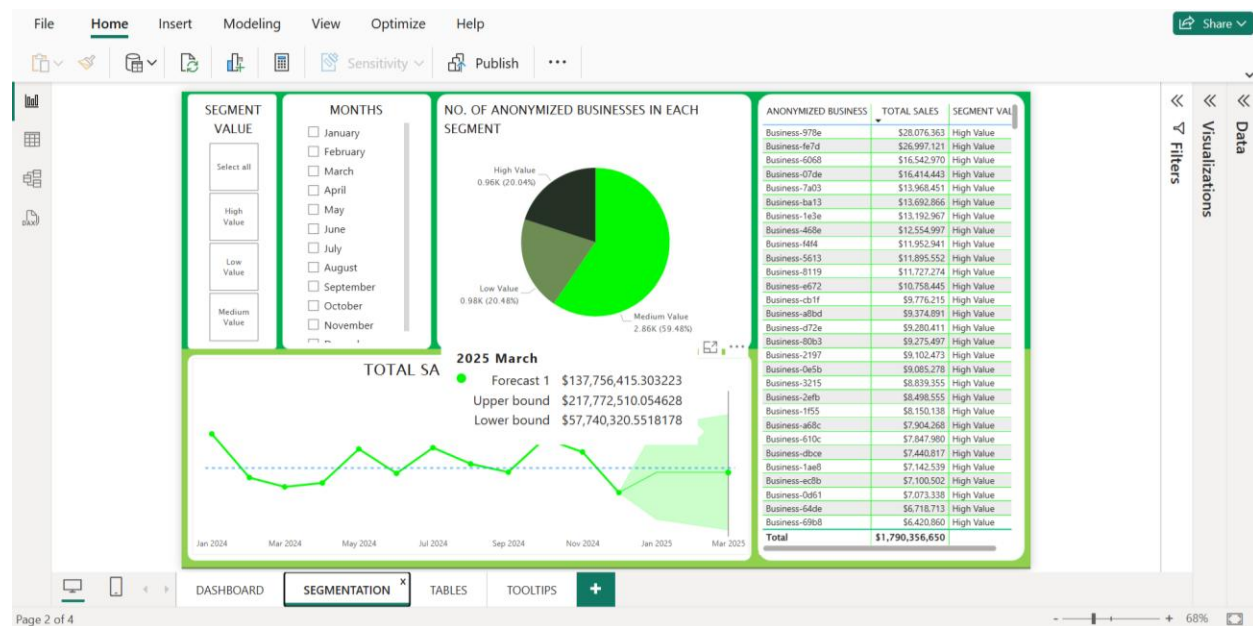 File Home Insert Modeling View Optimize Help Share
Sensitivity Publish
SEGMENT
VALUE
Select all
High
Value
Low
Value
Medium
Value
MONTHS
January
February
March
April
May
June
July
August
September
October
November
NO. OF ANONYMIZED BUSINESSES IN EACH
SEGMENT
High Value
0.96K (20.04%)
Low Value
0.98K (20.48%)
Medium Value
2.86K (59.48%)
ANONYMIZED BUSINESS TOTAL SALES SEGMENT VAL
Business-978e $28,076,363 High Value
Business-fe7d $26,997,121 High Value
Business-6068 $16,542,970 High Value
Business-07de $16,414,443 High Value
Business-7a03 $13,968,451 High Value
Business-ba13 $13,692,866 High Value
Business-1e3e $13,192,967 High Value
Business-468e $12,554,997 High Value
Business-f4f4 $11,952,941 High Value
Business-5613 $11,895,552 High Value
Business-8119 $11,727,274 High Value
Business-e672 $10,758,445 High Value
Business-cb1f $9,776,215 High Value
Business-a8bd $9,374,891 High Value
Business-d72e $9,280,411 High Value
Business-80b3 $9,275,497 High Value
Business-2197 $9,102,473 High Value
Business-0e5b $9,085,278 High Value
Business-3215 $8,839,355 High Value
Business-2efb $8,498,555 High Value
Business-1f55 $8,150,138 High Value
Business-a68c $7,904,268 High Value
Business-610c $7,847,980 High Value
Business-dbce $7,440,817 High Value
Business-1ae8 $7,142,539 High Value
Business-ec8b $7,100,502 High Value
Business-0d61 $7,073,338 High Value
Business-64de $6,718,713 High Value
Business-69b8 $6,420,860 High Value
Total $1,790,356,650
TOTAL SA
2025 March
Forecast 1 $137,756,415.303223
Upper bound $217,772,510.054628
Lower bound $57,740,320.5518178
Jan 2024 Mar 2024 May 2024 Jul 2024 Sep 2024 Nov 2024 Jan 2025 Mar 2025
Filters
Visualizations
Data
DASHBOARD SEGMENTATION x TABLES TOOLTIPS +
Page 2 of 4 - + 68%